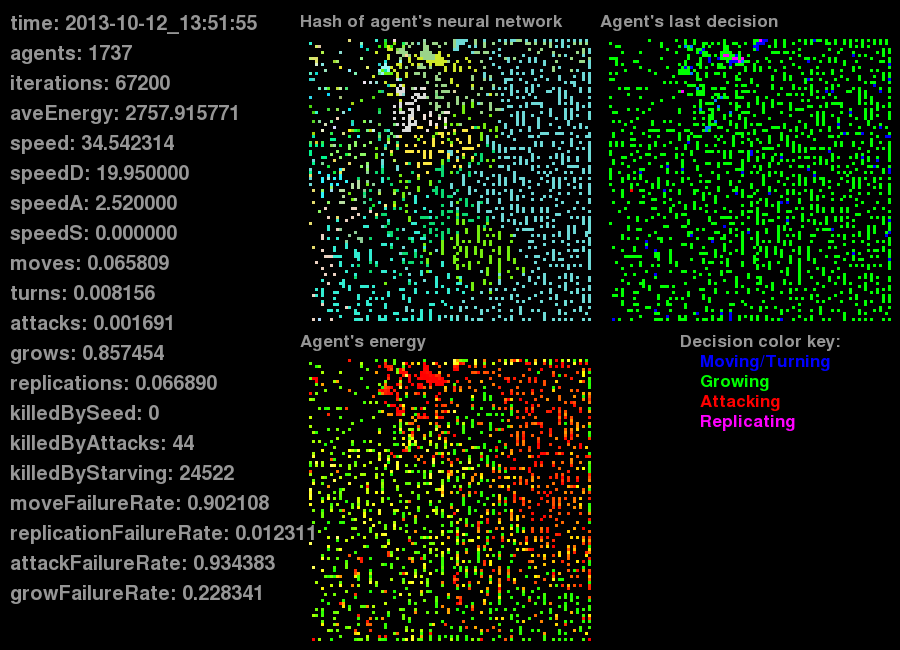 time: 2013-10-12_13:51:55
agents: 1737
iterations: 67200
aveEnergy: 2757.915771
speed: 34.542314
speedD: 19.950000
speedA: 2.520000
speedS: 0.000000
moves: 0.065809
turns: 0.008156
attacks: 0.001691
grows: 0.857454
replications: 0.066890
killedBySeed: 0
killedByAttacks: 44
killedByStarving: 24522
moveFailureRate: 0.902108
replicationFailureRate: 0.012311
attackFailureRate: 0.934383
growFailureRate: 0.228341
Hash of agent's neural network
Agent's last decision
Agent's energy
Decision color key:
Moving/Turning
Growing
Attacking
Replicating